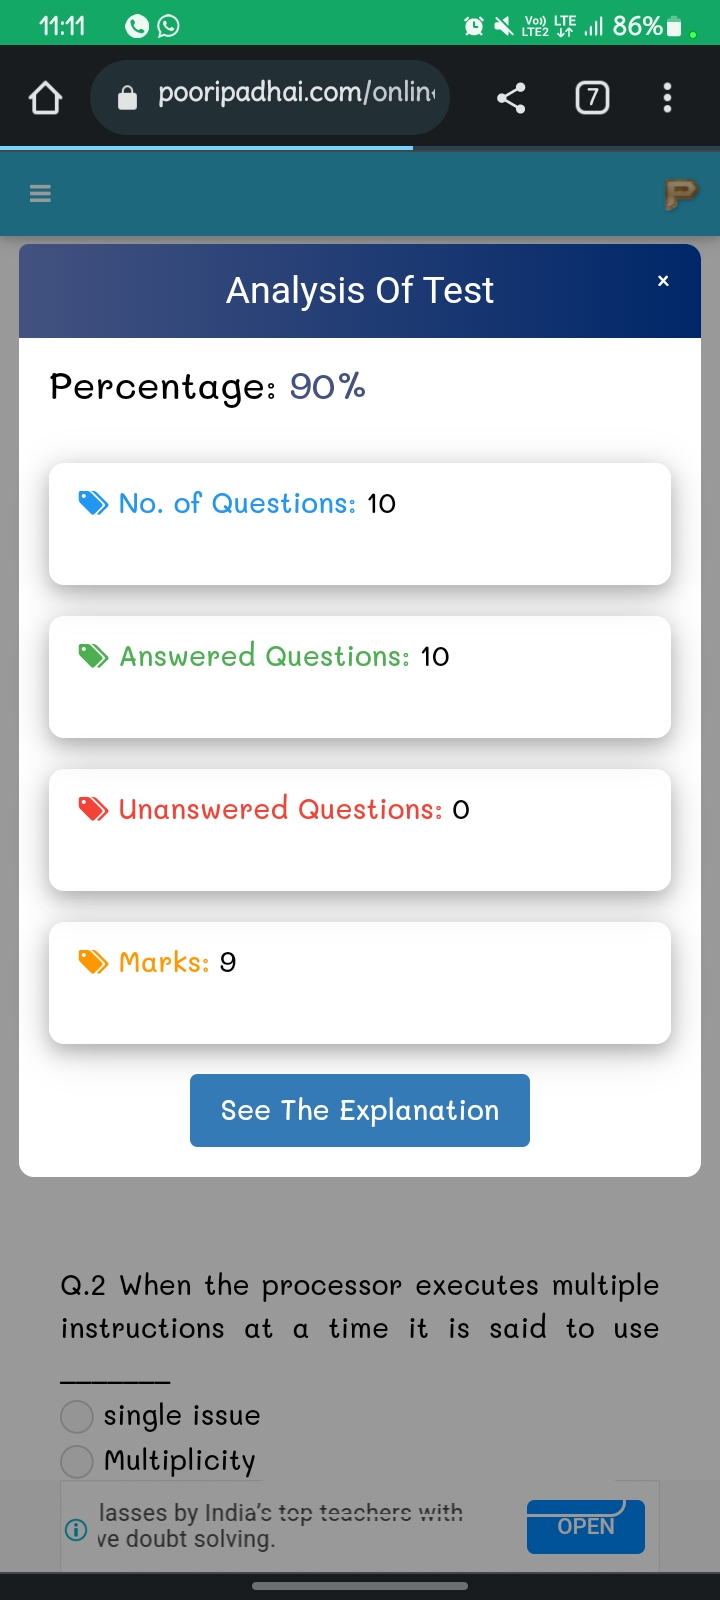 11:11
Vo)) LTE
LTE2
86%
pooripadhai.com/onlin
7
P
Analysis Of Test
×
Percentage: 90%
No. of Questions: 10
Answered Questions: 10
Unanswered Questions: 0
Marks: 9
See The Explanation
Q.2 When the processor executes multiple
instructions at a time it is said to use
_______
single issue
Multiplicity
lasses by India's top teachers with
ve doubt solving.
OPEN